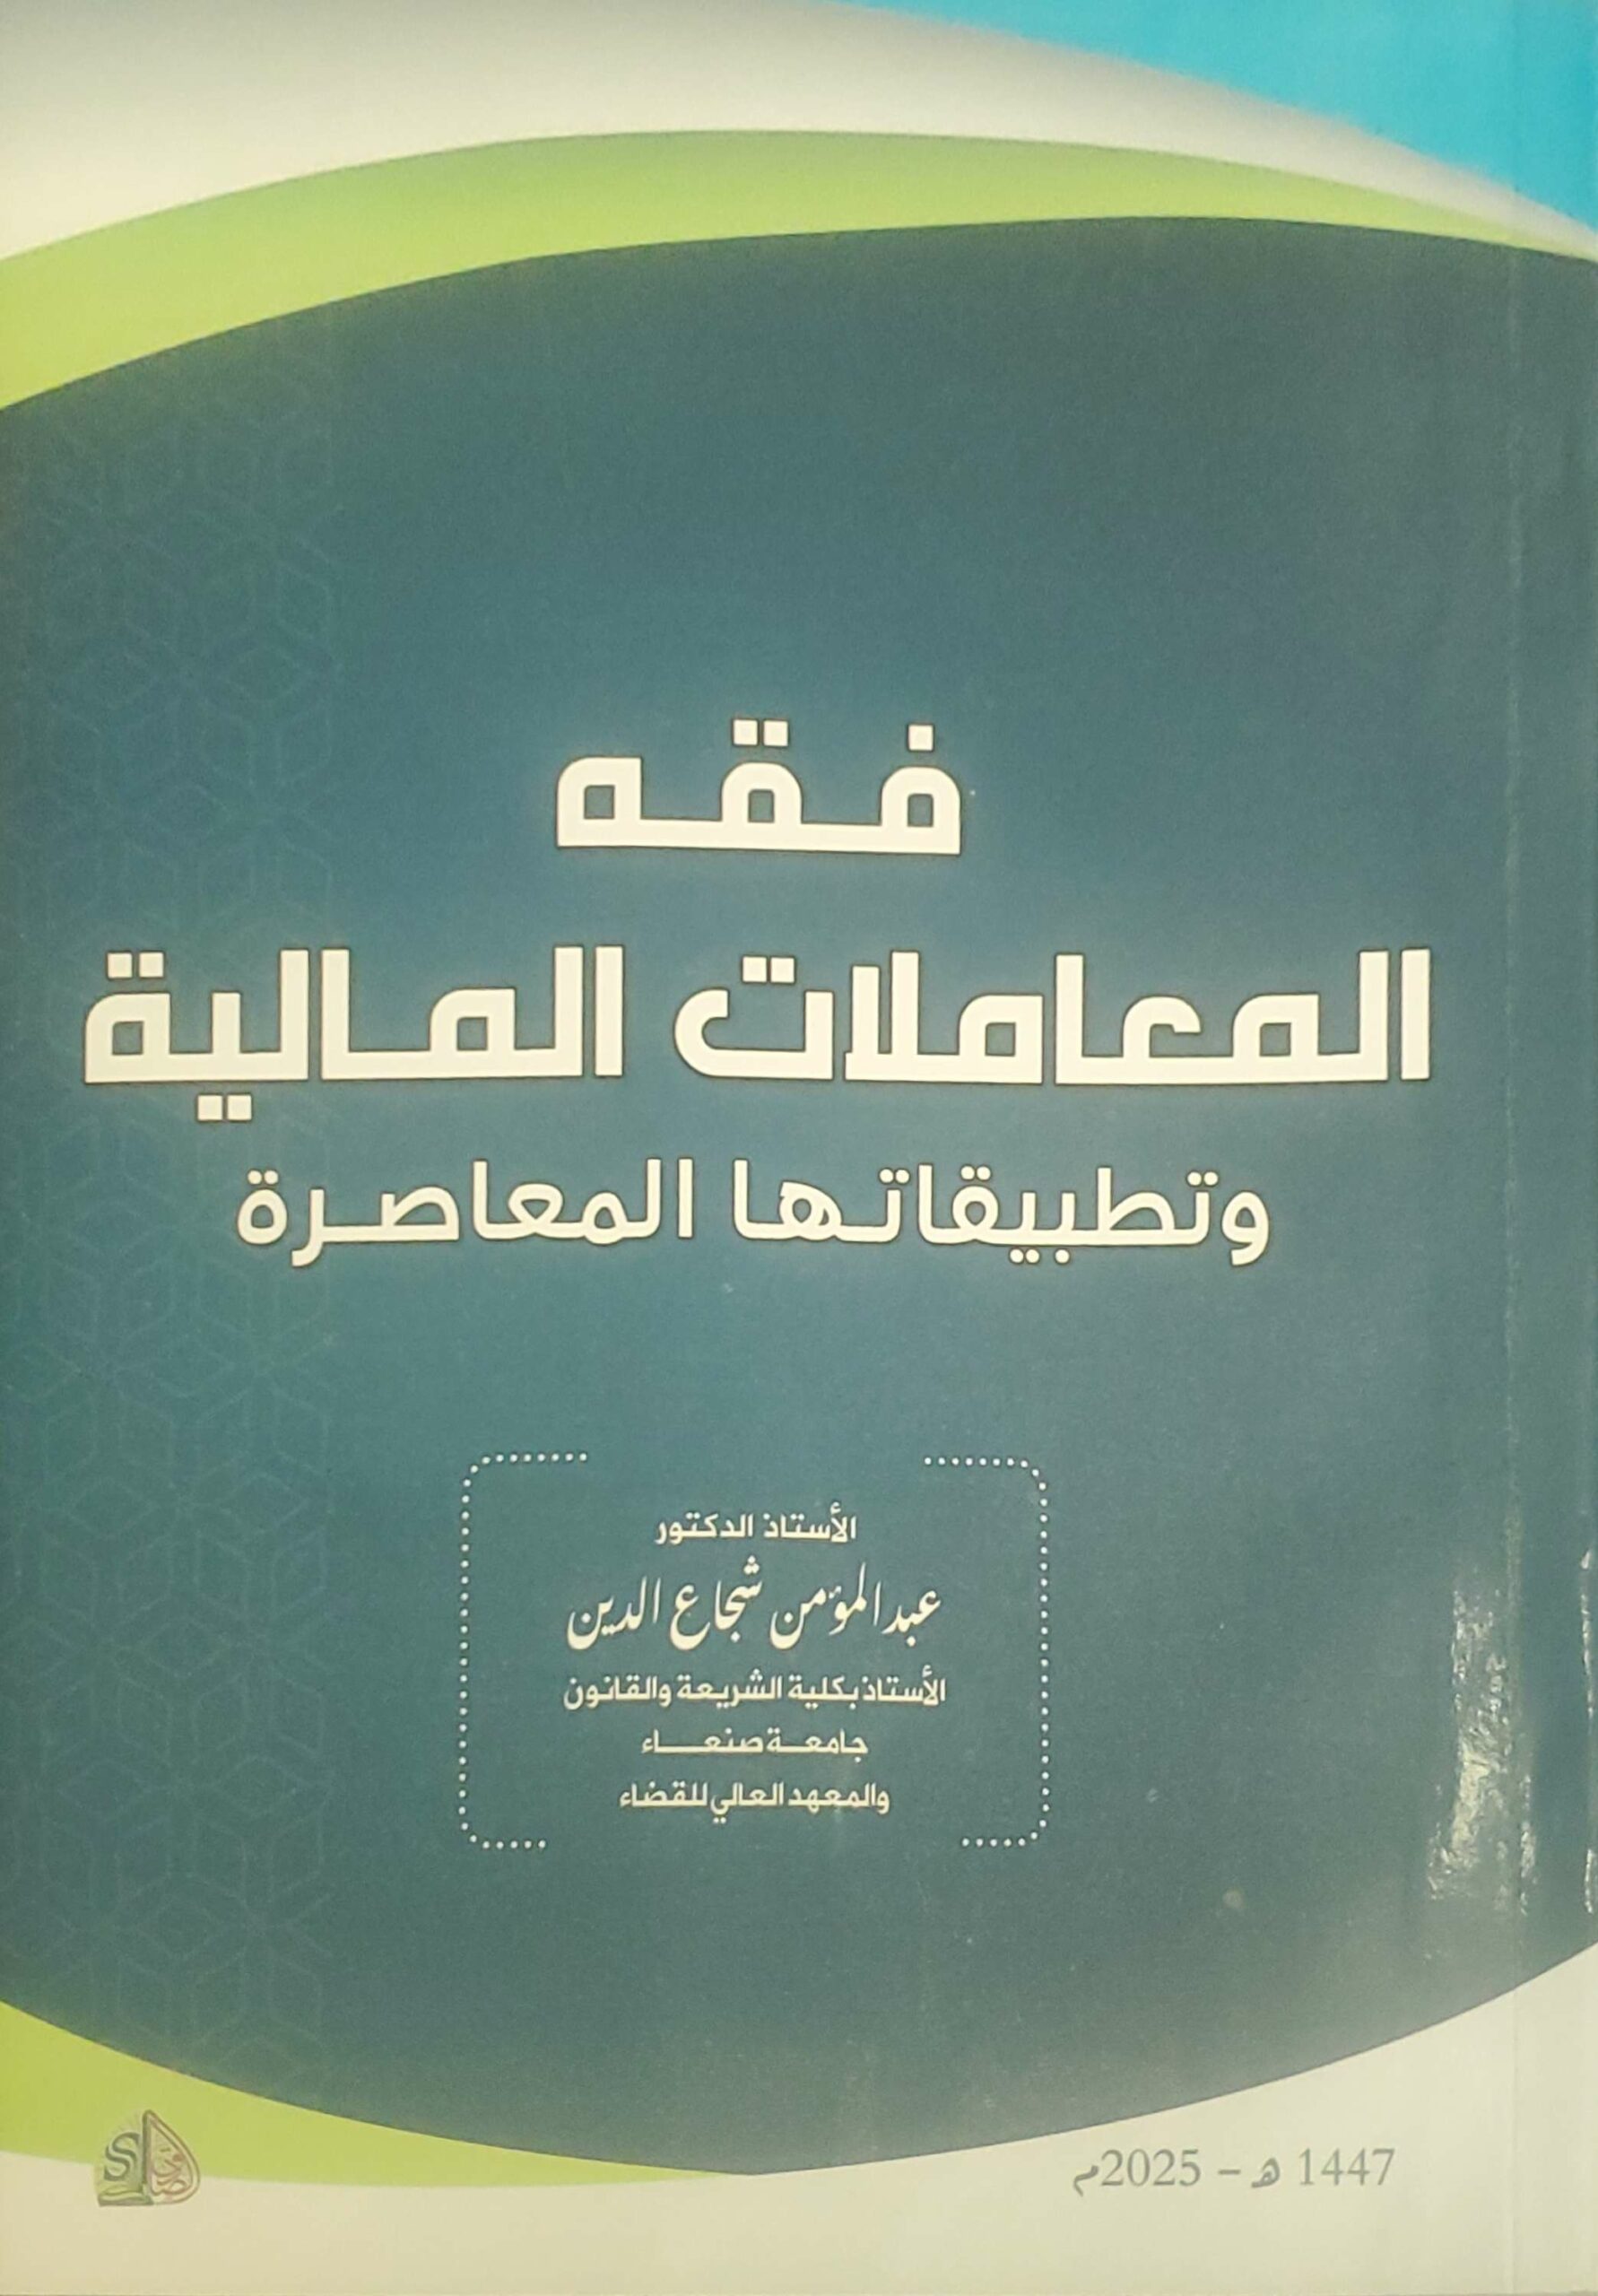 فقه
المعاملات المالية
وتطبيقاتها المعاصرة
الأستاذ الدكتور
عبدالمؤمن شجاع الدين
الأستاذ بكلية الشريعة والقانون
جامعة صنعاء
والمعهد العالي للقضاء
1447 هـ - 2025م